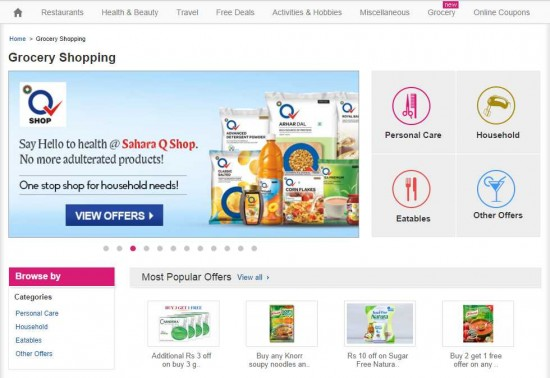 new
Restaurants Health & Beauty Travel Free Deals Activities & Hobbies Miscellaneous Grocery Online Coupons
Home > Grocery Shopping
Grocery Shopping
Q
SHOP
Say Hello to health @ Sahara Q Shop.
No more adulterated products!
One stop shop for household needs!
VIEW OFFERS
ADVANCED
DETERGENT POWDER
ARHAR DAL
CLASSIC
SALTED
CORN FLAKES
Personal Care
Household
Eatables
Other Offers
Browse by
Categories
Personal Care
Household
Eatables
Other Offers
Most Popular Offers View all
BUY 3 GET 1 FREE
Knorr
Sugar Free
Natura
Knorr
Additional Rs 3 off
on buy 3 g..
Buy any Knorr
soupy noodles an..
Rs 10 off on Sugar
Free Natura..
Buy 2 get 1 free
offer on any ..